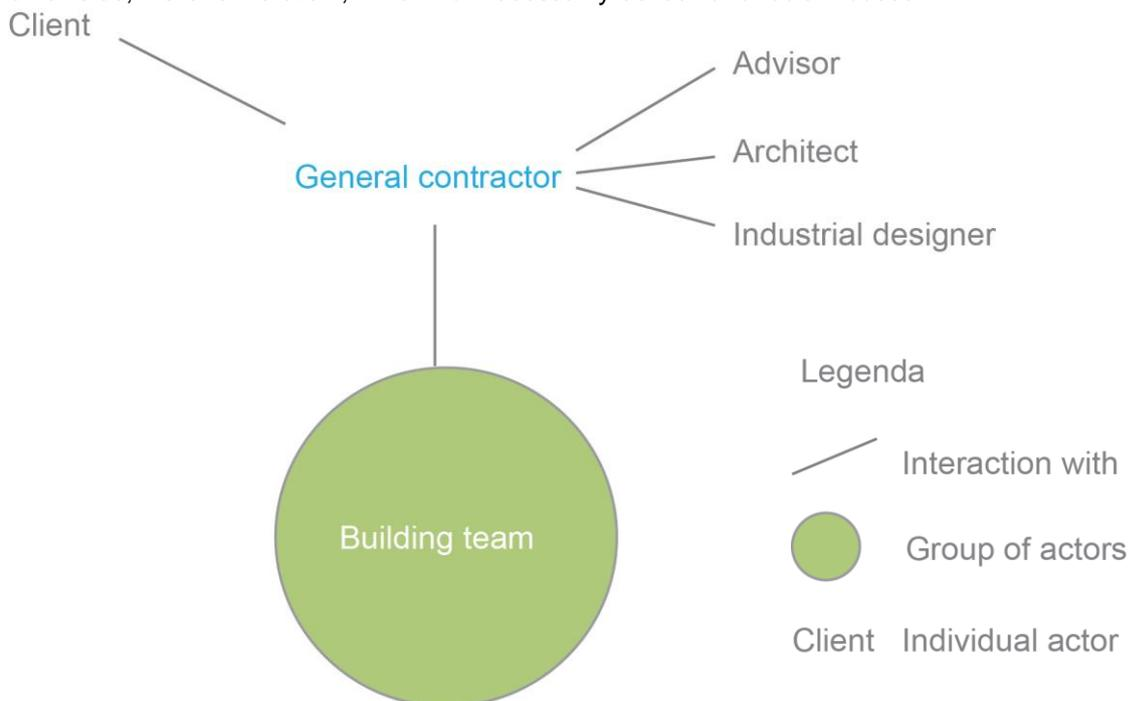 Client
Advisor
Architect
General contractor
Industrial designer
Building team
Legenda
Interaction with
Group of actors
Client Individual actor